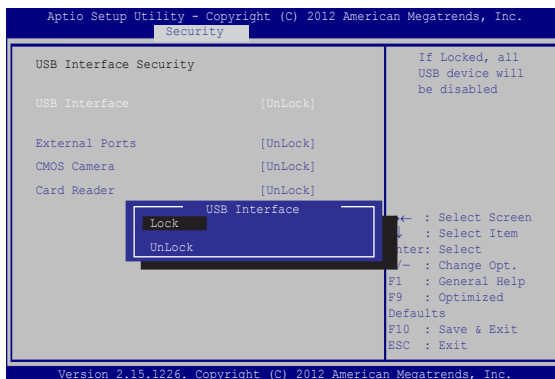 Aptio Setup Utility - Copyright (C) 2012 American Megatrends, Inc.
Security
USB Interface Security
USB Interface [UnLock]
External Ports [UnLock]
CMOS Camera [UnLock]
Card Reader [UnLock]
USB Interface
Lock
UnLock
If Locked, all
USB device will
be disabled
→← : Select Screen
↓ : Select Item
nter: Select
/— : Change Opt.
F1 : General Help
F9 : Optimized
Defaults
F10 : Save & Exit
ESC : Exit
Version 2.15.1226. Copyright (C) 2012 American Megatrends, Inc.